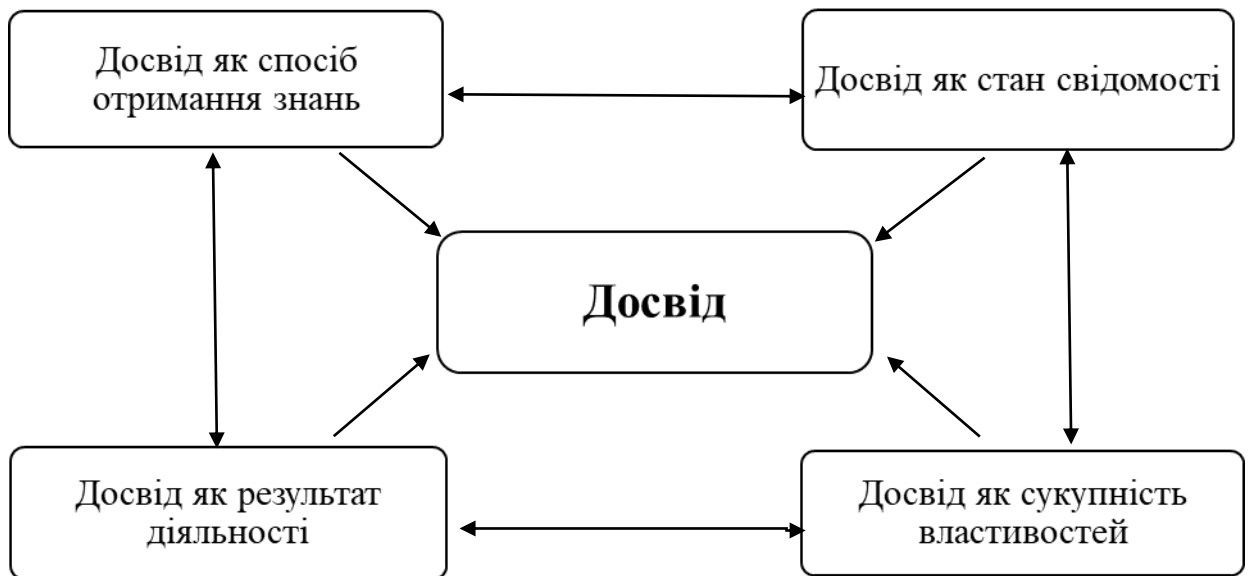 Досвід як спосіб
отримання знань
Досвід як стан свідомості
Досвід
Досвід як результат
діяльності
Досвід як сукупність
властивостей